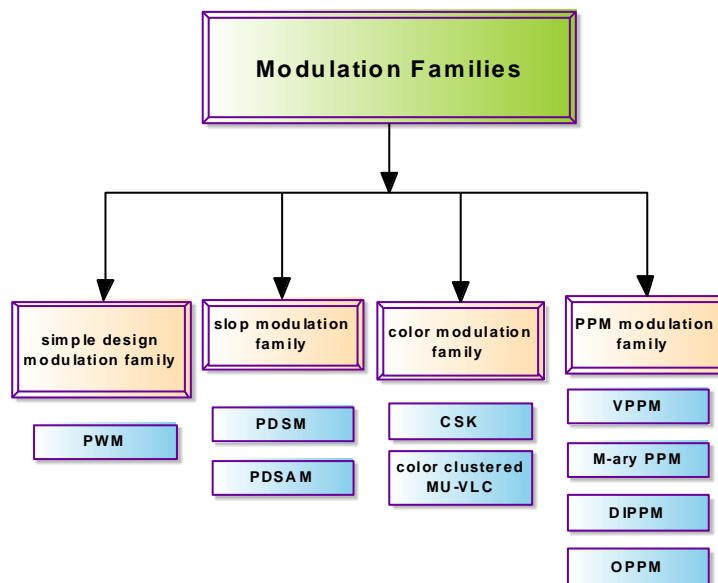 Modulation Families
simple design
modulation family
slop modulation
family
color modulation
family
PPM modulation
family
PWM
PDSM
PDSAM
CSK
color clustered
MU-VLC
VPPM
M-ary PPM
DIPPM
OPPM